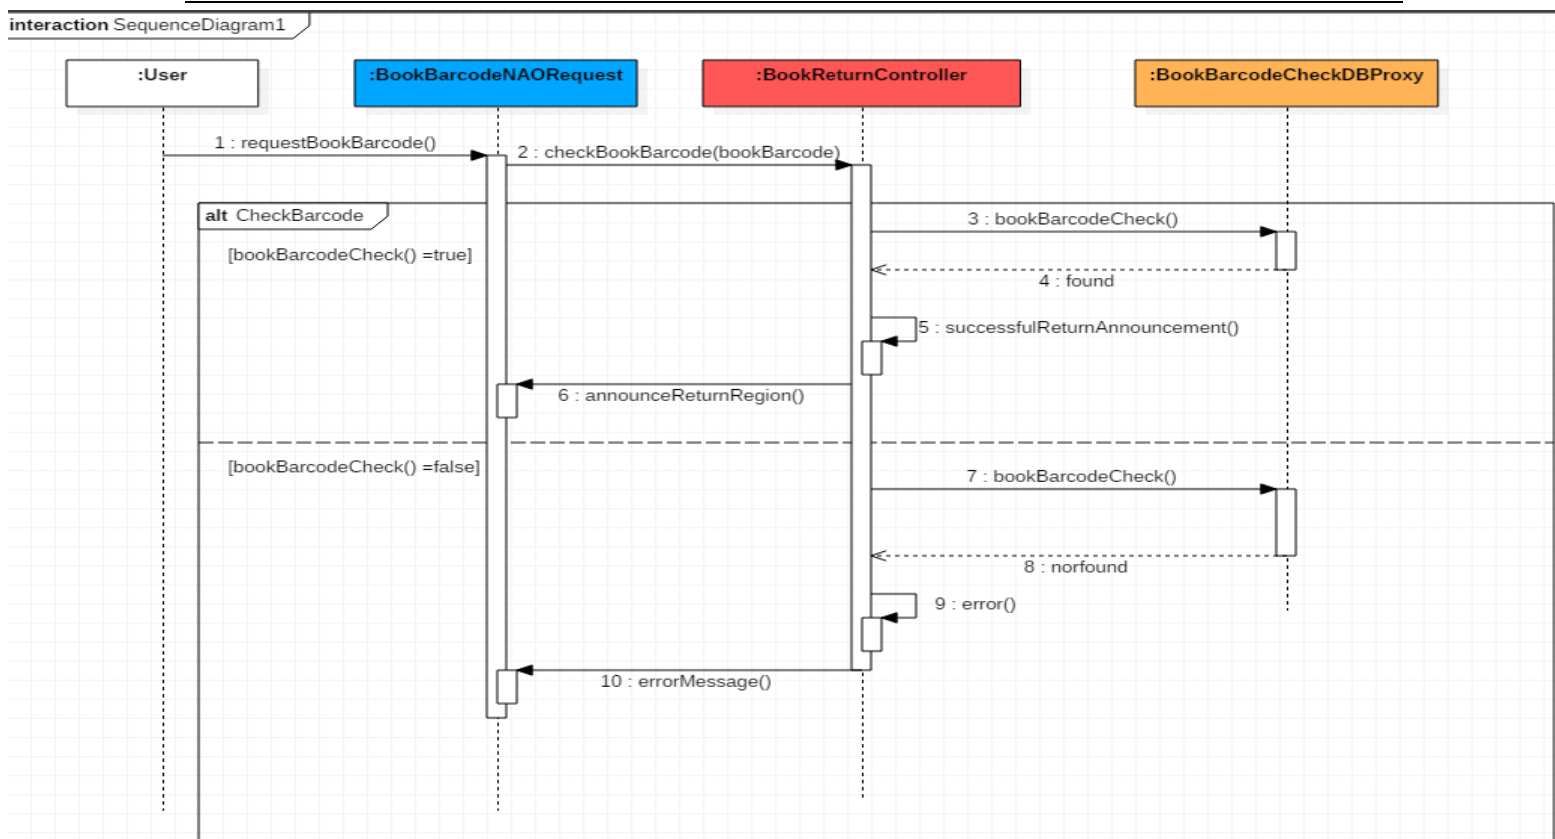 interaction SequenceDiagram1
:User
:BookBarcodeNAORequest
:BookReturnController
:BookBarcodeCheckDBProxy
1 : requestBookBarcode()
2 : checkBookBarcode(bookBarcode)
alt CheckBarcode
3 : bookBarcodeCheck()
[bookBarcodeCheck() =true]
4 : found
5 : successfulReturnAnnouncement()
6 : announceReturnRegion()
[bookBarcodeCheck() =false]
7 : bookBarcodeCheck()
8 : norfound
9 : error()
10 : errorMessage()